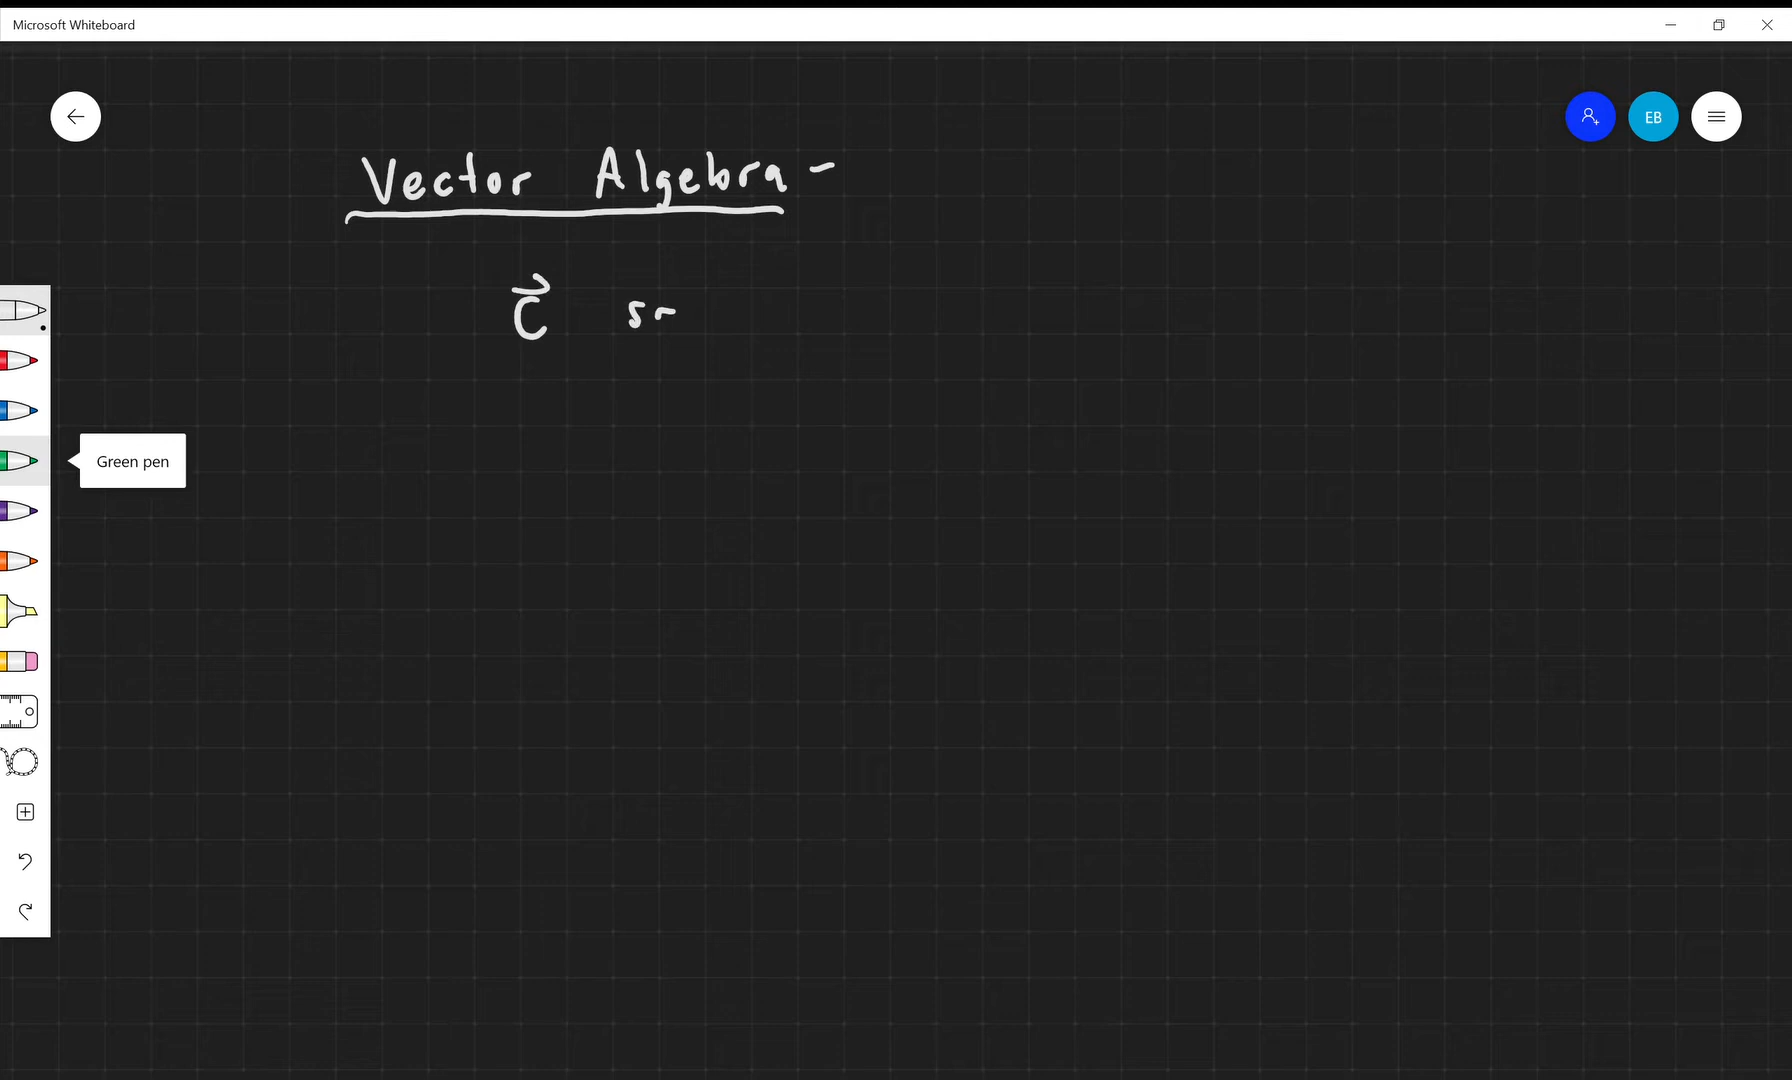 Microsoft Whiteboard
EB
Vector Algebra -
C⃗
Green pen